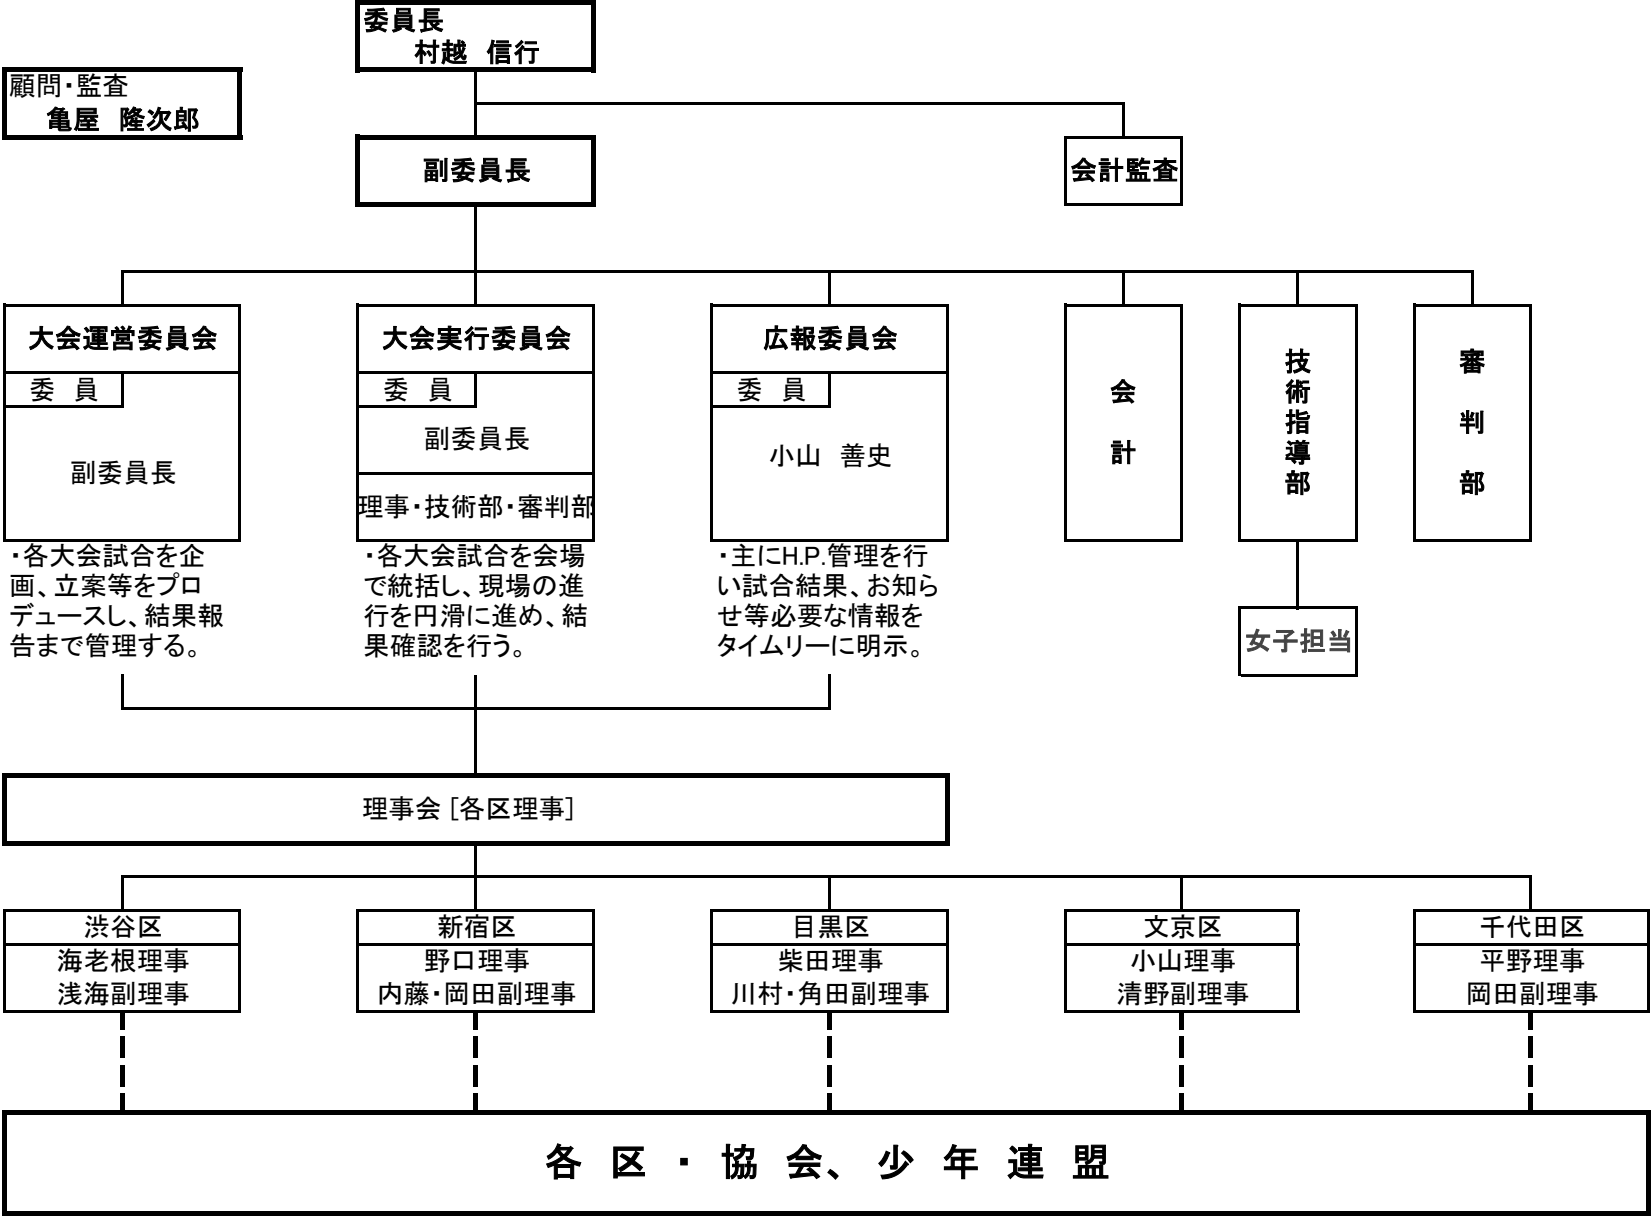 委員長
村越　信行
顧問・監査
亀屋　隆次郎
副委員長
会計監査
大会運営委員会
委　員
副委員長
・各大会試合を企
画、立案等をプロ
デュースし、結果報
告まで管理する。
大会実行委員会
委　員
副委員長
理事・技術部・審判部
・各大会試合を会場
で統括し、現場の進
行を円滑に進め、結
果確認を行う。
広報委員会
委　員
小山　善史
・主にH.P.管理を行
い試合結果、お知ら
せ等必要な情報を
タイムリーに明示。
会計
技術指導部
女子担当
審判部
理事会 [各区理事]
渋谷区
海老根理事
浅海副理事
新宿区
野口理事
内藤・岡田副理事
目黒区
柴田理事
川村・角田副理事
文京区
小山理事
清野副理事
千代田区
平野理事
岡田副理事
各　区　・　協　会、　少　年　連　盟